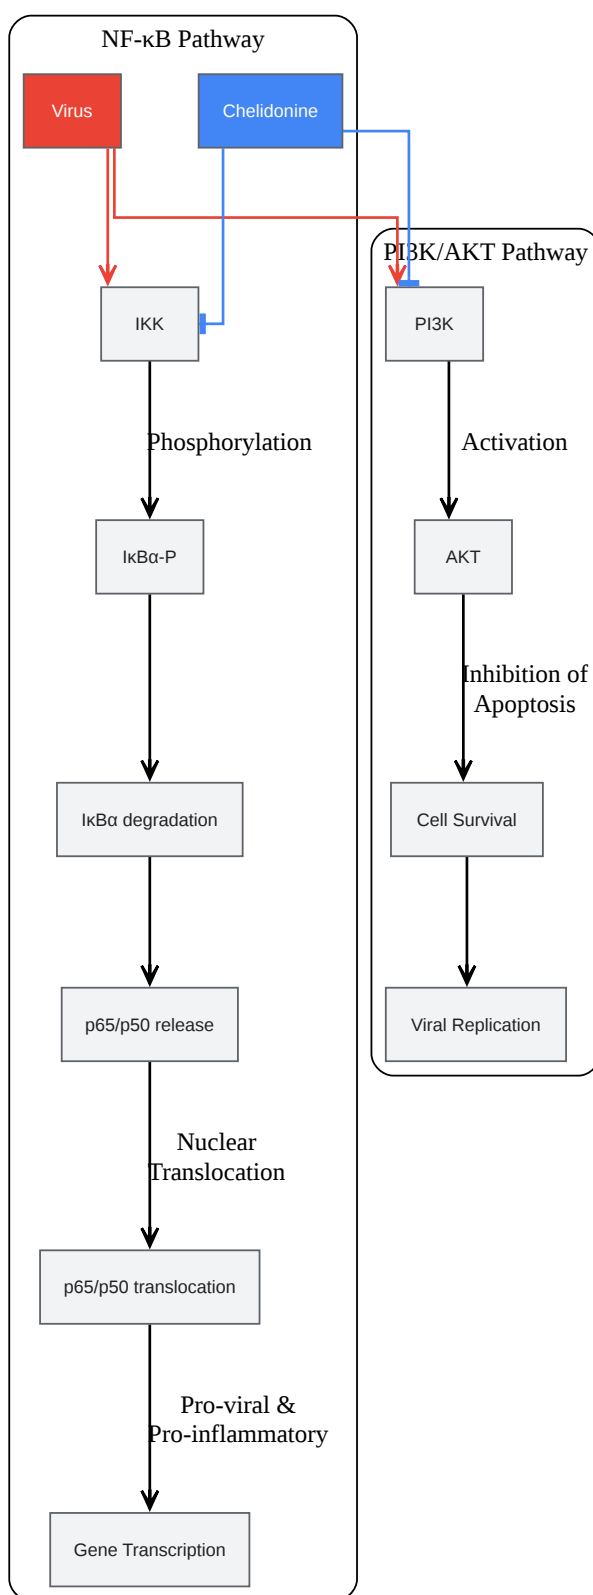 NF-κB Pathway
Virus
Chelidonine
PI3K/AKT Pathway
IKK
PI3K
Phosphorylation
Activation
IκBα-P
AKT
Inhibition of
Apoptosis
IκBα degradation
Cell Survival
p65/p50 release
Viral Replication
Nuclear
Translocation
p65/p50 translocation
Pro-viral &
Pro-inflammatory
Gene Transcription